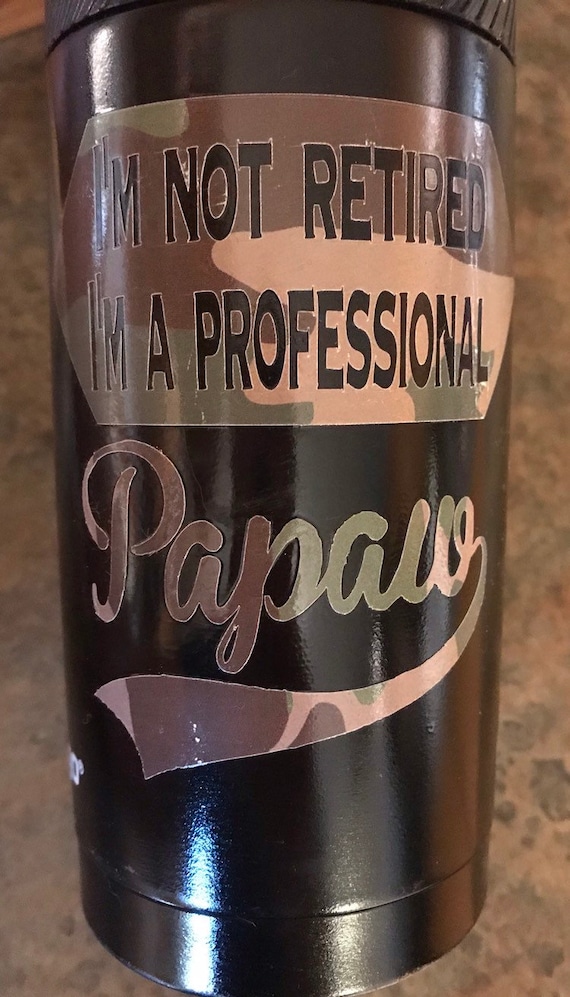 I'M NOT RETIRED
I'M A PROFESSIONAL
Papaw